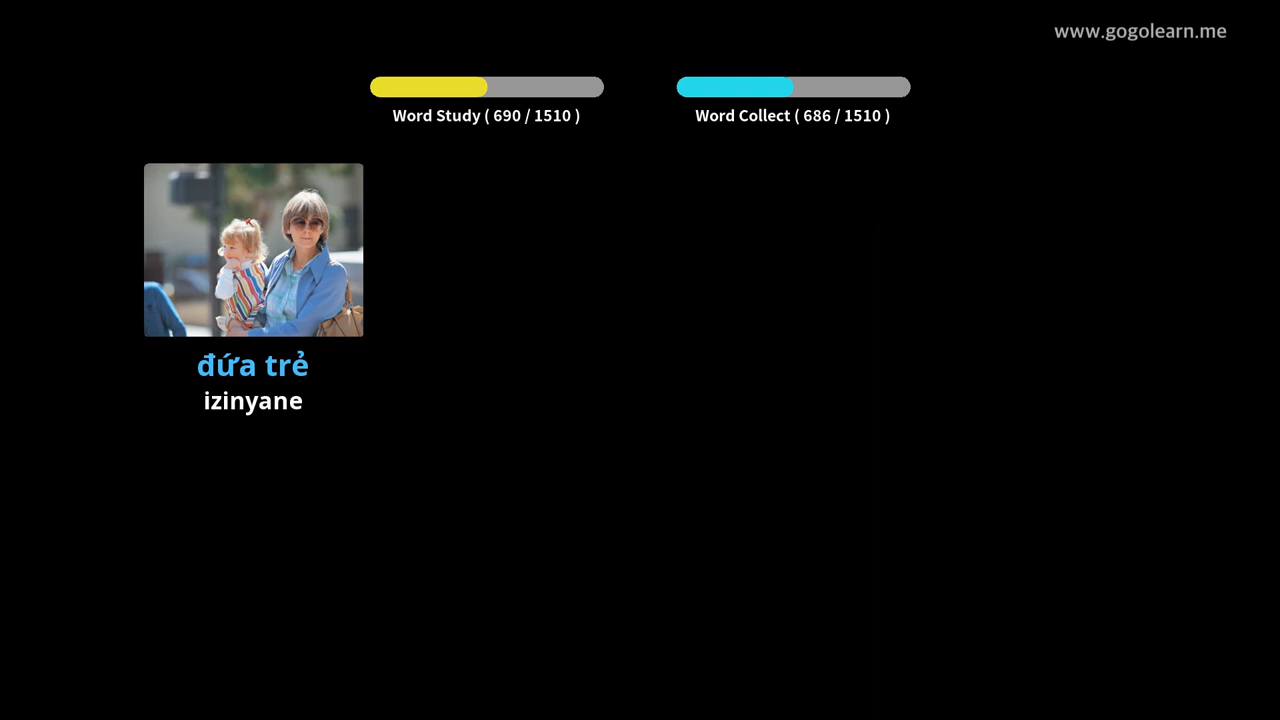 www.gogolearn.me
Word Study ( 690 / 1510 )
Word Collect ( 686 / 1510 )
đứa trẻ
izinyane